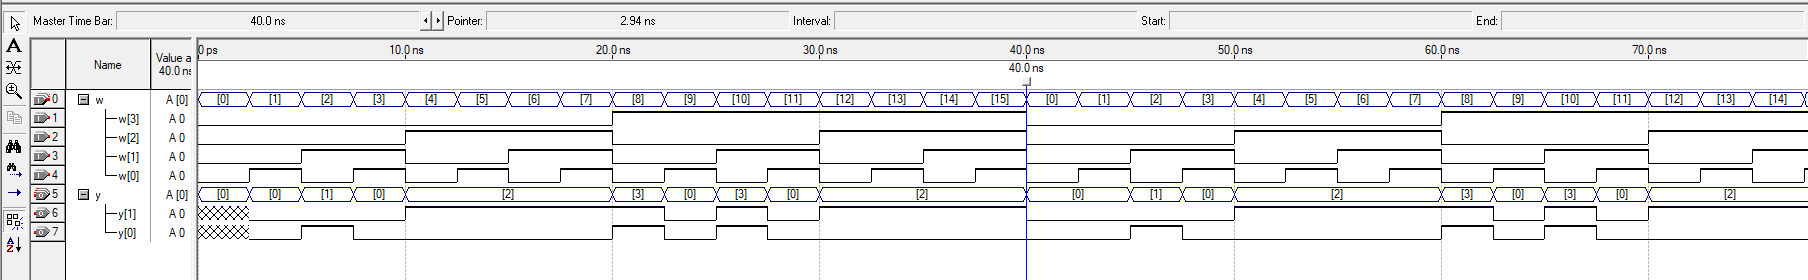 Master Time Bar: 40.0 ns Pointer: 2.94 ns Interval: Start: End:
A
Name Value a 40.0 ns
0 ps 10.0 ns 20.0 ns 30.0 ns 40.0 ns 50.0 ns 60.0 ns 70.0 ns
40.0 ns
0 w A [0] [0] [1] [2] [3] [4] [5] [6] [7] [8] [9] [10] [11] [12] [13] [14] [15] [0] [1] [2] [3] [4] [5] [6] [7] [8] [9] [10] [11] [12] [13] [14]
1 w[3] A 0
2 w[2] A 0
3 w[1] A 0
4 w[0] A 0
5 y A [0] [0] [0] [1] [0] [2] [3] [0] [3] [0] [2] [0] [1] [0] [2] [3] [0] [3] [0] [2]
6 y[1] A 0
7 y[0] A 0
A
Z